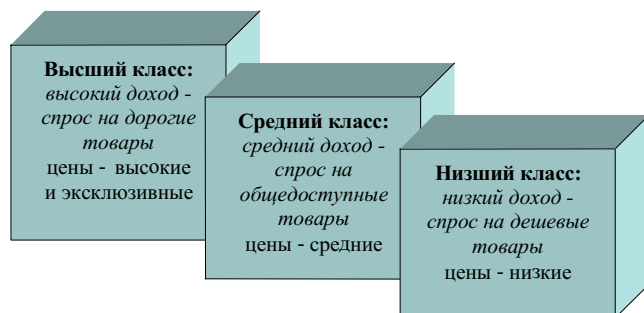 Высший класс:
высокий доход -
спрос на дорогие
товары
цены - высокие
и эксклюзивные
Средний класс:
средний доход -
спрос на
общедоступные
товары
цены - средние
Низший класс:
низкий доход -
спрос на дешевые
товары
цены - низкие